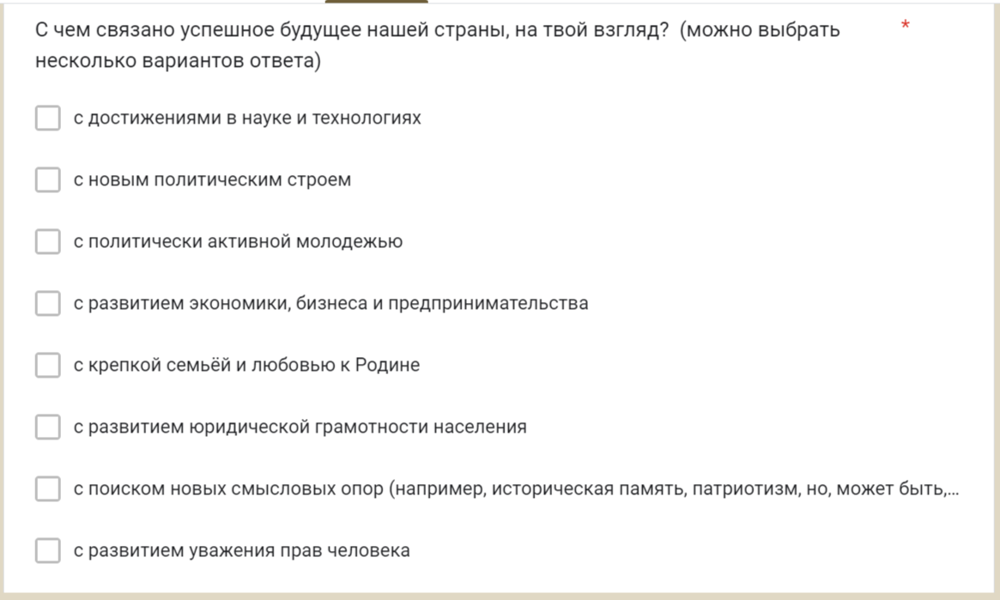 С чем связано успешное будущее нашей страны, на твой взгляд? (можно выбрать *
несколько вариантов ответа)
с достижениями в науке и технологиях
с новым политическим строем
с политически активной молодежью
с развитием экономики, бизнеса и предпринимательства
с крепкой семьёй и любовью к Родине
с развитием юридической грамотности населения
с поиском новых смысловых опор (например, историческая память, патриотизм, но, может быть,...
с развитием уважения прав человека